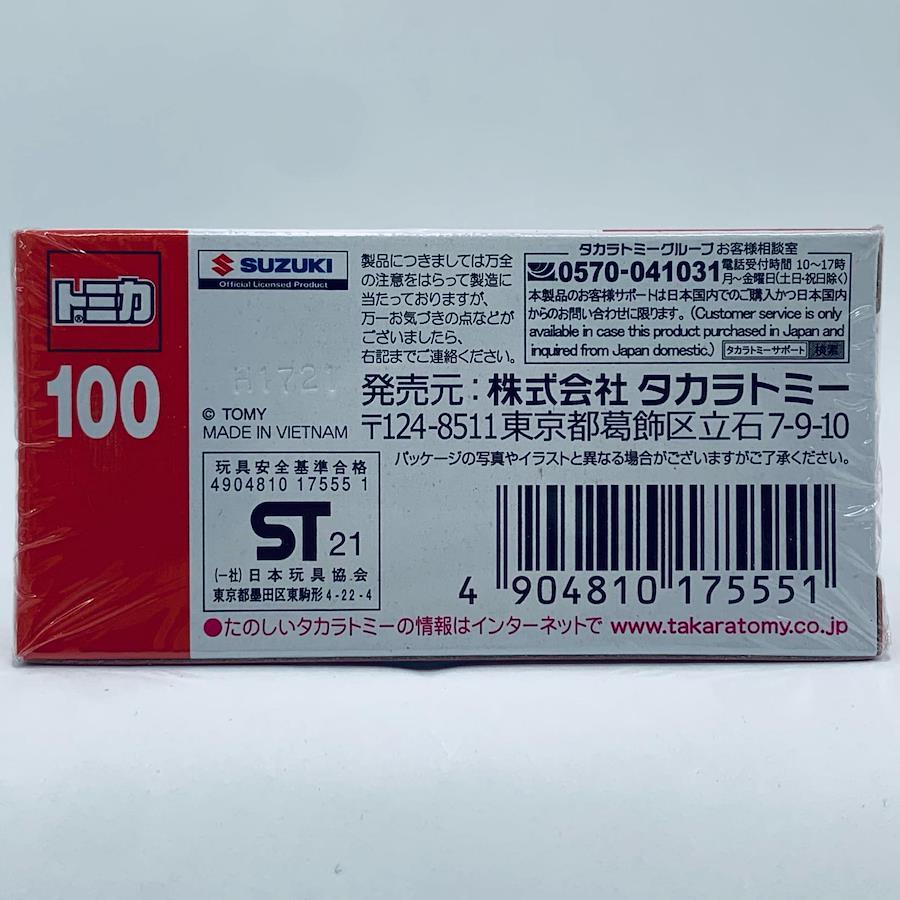 トミカ
®
100
SUZUKI
Official Licensed Product
製品につきましては万全
の注意をはらって製造に
当たっておりますが、
万一お気づきの点などが
ございましたら、
右記までご連絡ください。
タカラトミーグループ お客様相談室
0570-041031 電話受付時間 10〜17時
月〜金曜日(土日・祝日除く)
本製品のお客様サポートは日本国内でのご購入かつ日本国内
からのお問い合わせに限ります。(Customer service is only
available in case this product purchased in Japan and
inquired from Japan domestic.) タカラトミーサポート 検索
H1721
© TOMY
MADE IN VIETNAM
発売元:株式会社 タカラトミー
〒124-8511 東京都葛飾区立石7-9-10
パッケージの写真やイラストと異なる場合がございますがご了承ください。
玩具安全基準合格
4904810 17555 1
ST 21
(一社)日本玩具協会
東京都墨田区東駒形4-22-4
4 904810 175551
●たのしいタカラトミーの情報はインターネットで www.takaratomy.co.jp